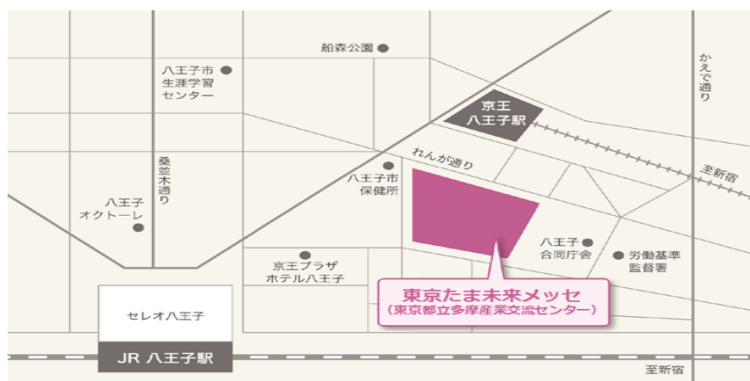 船森公園
かえで通り
八王子市
生涯学習
センター
京王
八王子駅
桑並木通り
れんが通り
至新宿
八王子市
保健所
八王子
オクトーレ
八王子
合同庁舎
労働基準
監督署
京王プラザ
ホテル八王子
東京たま未来メッセ
(東京都立多摩産業交流センター)
セレオ八王子
JR 八王子駅
至新宿